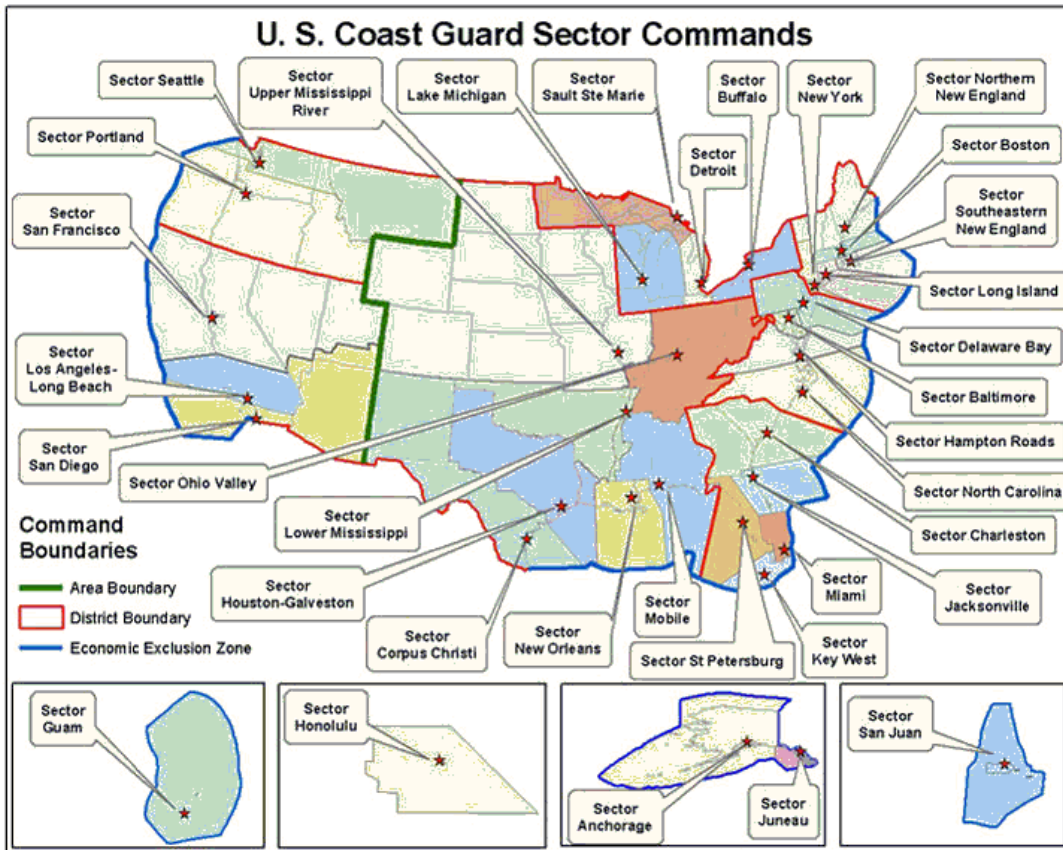 U. S. Coast Guard Sector Commands
Sector Seattle
Sector
Upper Mississippi
River
Sector
Lake Michigan
Sector
Sault Ste Marie
Sector
Buffalo
Sector
New York
Sector Northern
New England
Sector Portland
Sector
Detroit
Sector Boston
Sector
San Francisco
Sector
Southeastern
New England
Sector Long Island
Sector
Los Angeles-
Long Beach
Sector Delaware Bay
Sector Baltimore
Sector
San Diego
Sector Hampton Roads
Sector Ohio Valley
Sector North Carolina
Sector
Lower Mississippi
Sector Charleston
Command
Boundaries
Area Boundary
District Boundary
Economic Exclusion Zone
Sector
Houston-Galveston
Sector
Corpus Christi
Sector
New Orleans
Sector
Mobile
Sector St Petersburg
Sector
Key West
Sector
Miami
Sector
Jacksonville
Sector
Guam
Sector
Honolulu
Sector
Anchorage
Sector
Juneau
Sector
San Juan